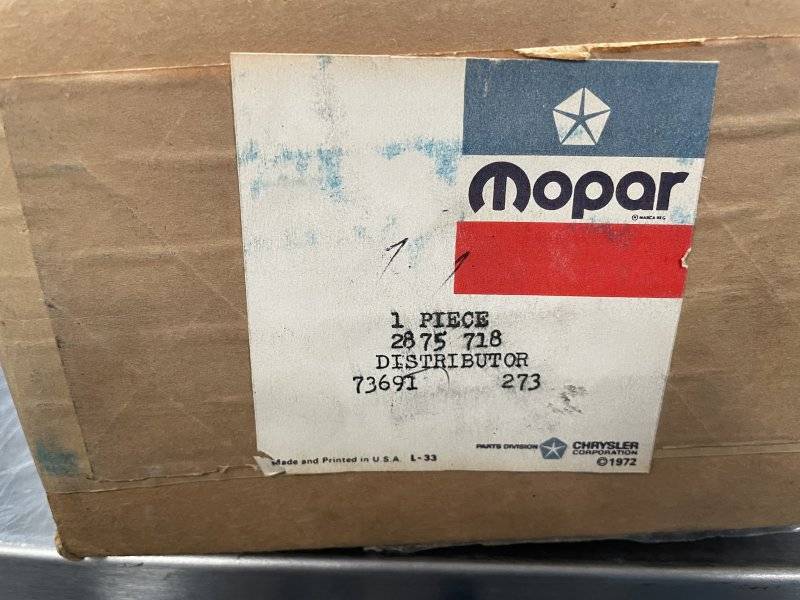 mopar
® MARCA REG.
1 PIECE
2875 718
DISTRIBUTOR
73691 273
Made and Printed in U.S.A. L-33
PARTS DIVISION CHRYSLER CORPORATION
©1972